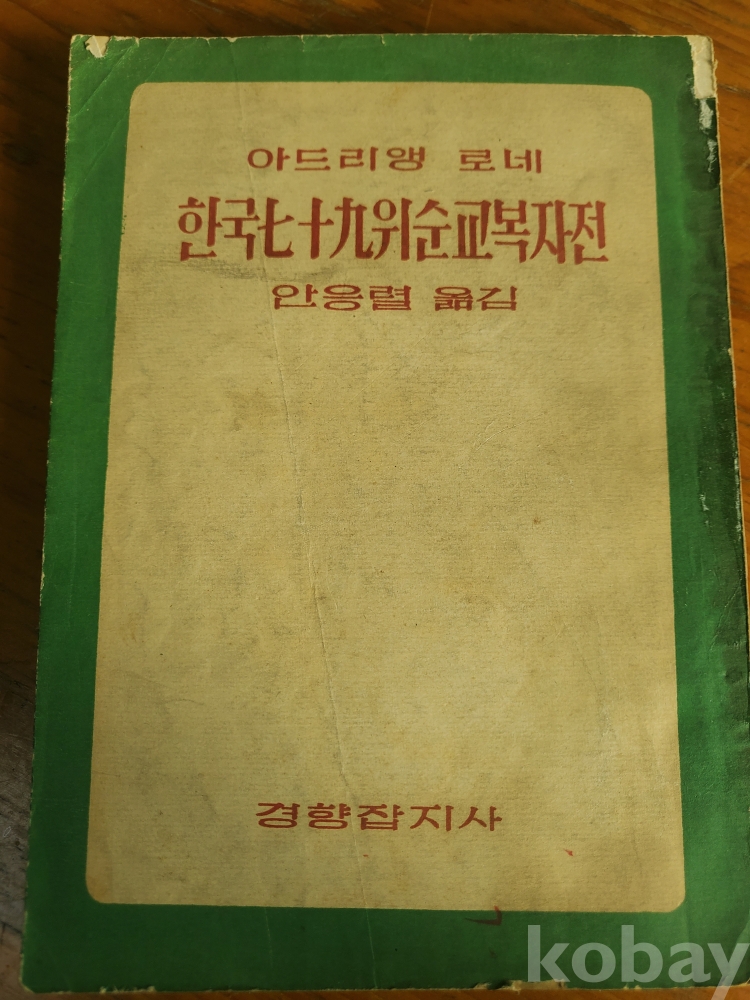 아드리앵 로네
한국七十九위순교복자전
안응렬 옮김
경향잡지사
kobay